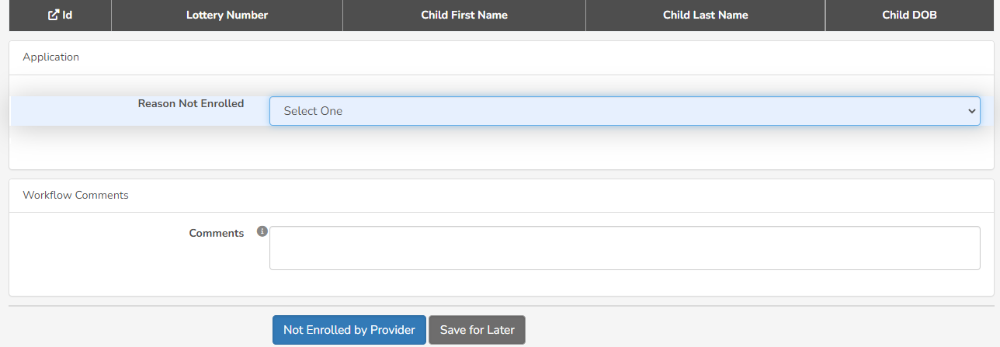 Id Lottery Number Child First Name Child Last Name Child DOB
Application
Reason Not Enrolled Select One
Workflow Comments
Comments
Not Enrolled by Provider Save for Later